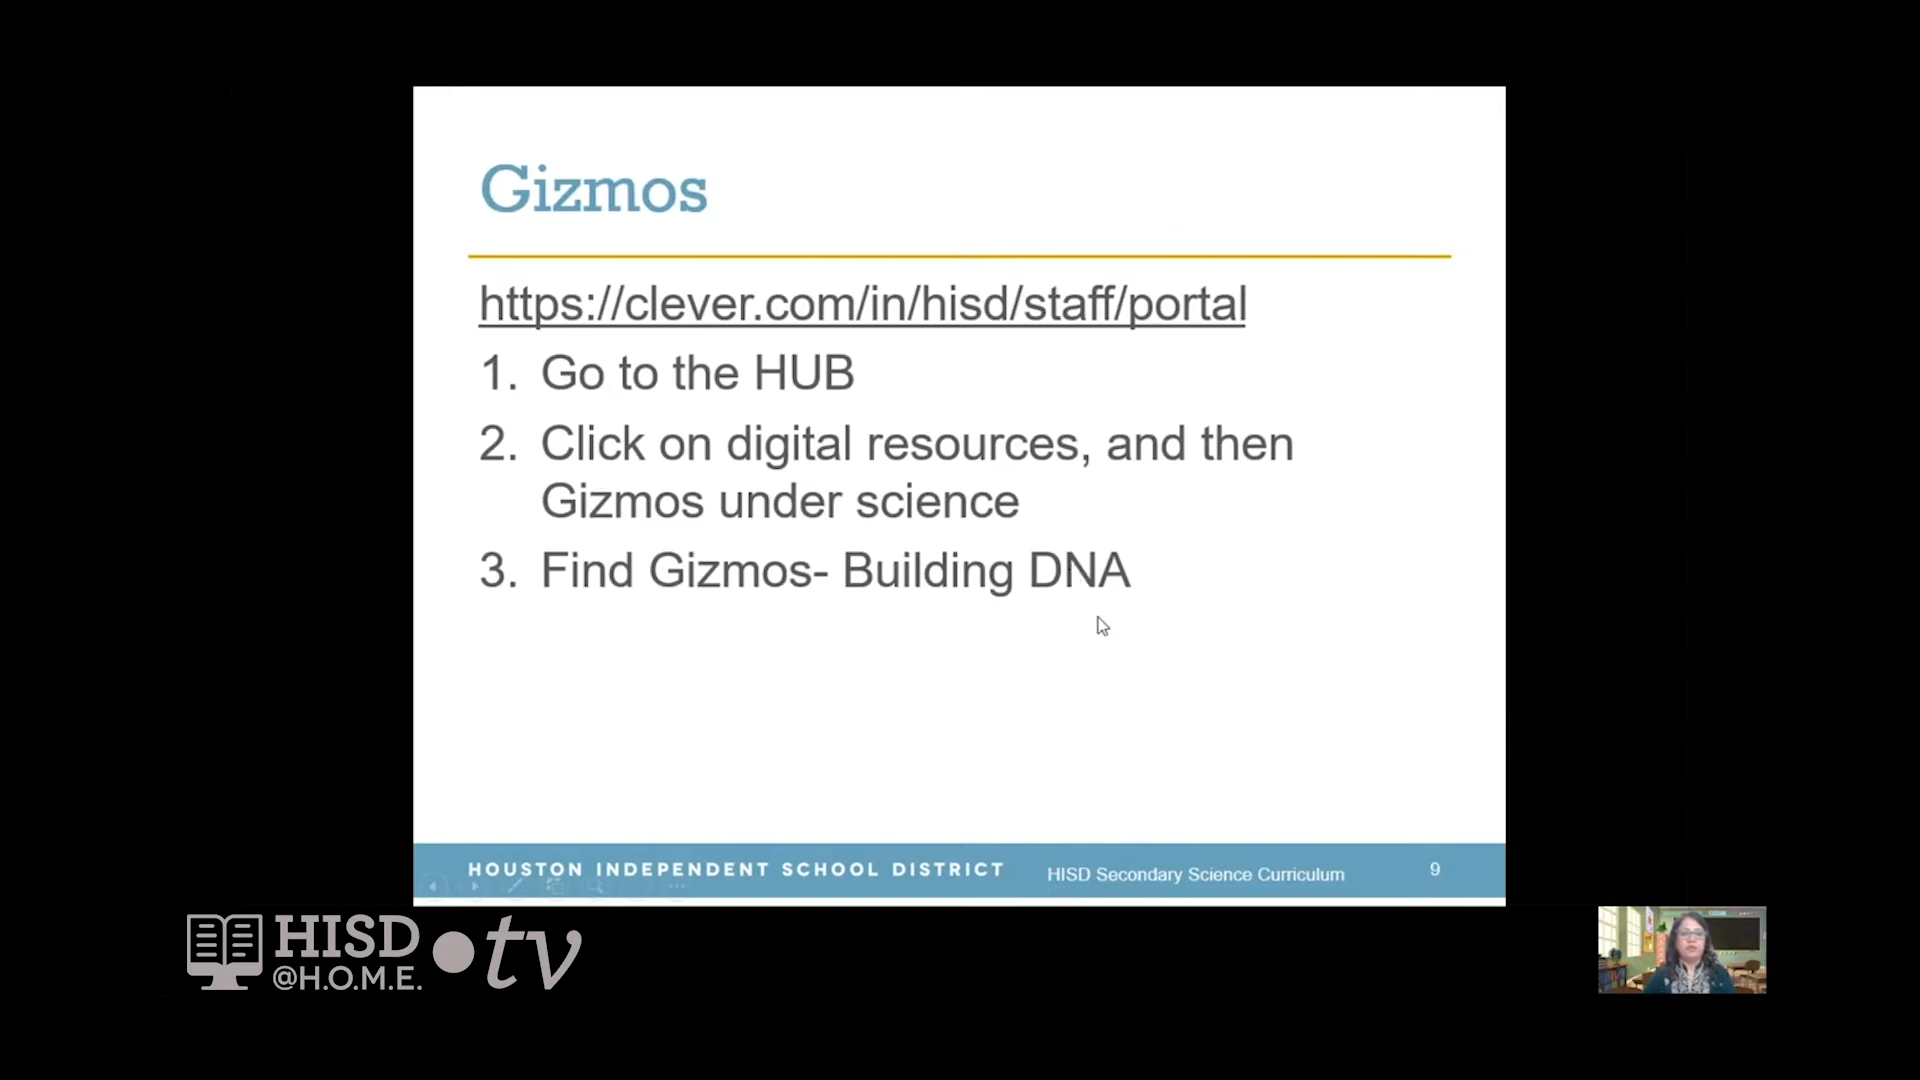 Gizmos
https://clever.com/in/hisd/staff/portal
1. Go to the HUB
2. Click on digital resources, and then
Gizmos under science
3. Find Gizmos- Building DNA
HOUSTON INDEPENDENT SCHOOL DISTRICT
HISD Secondary Science Curriculum
9
HISD
@H.O.M.E.
tv